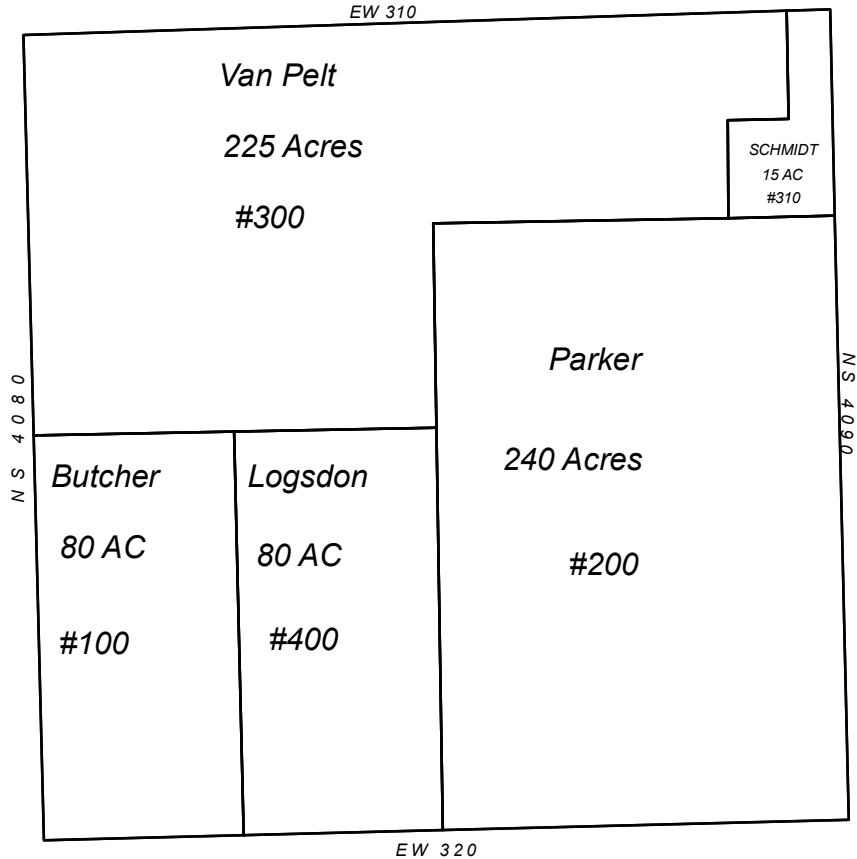 EW 310
Van Pelt
225 Acres
#300
SCHMIDT
15 AC
#310
NS 4080
NS 4090
Parker
240 Acres
#200
Butcher
80 AC
#100
Logsdon
80 AC
#400
EW 320